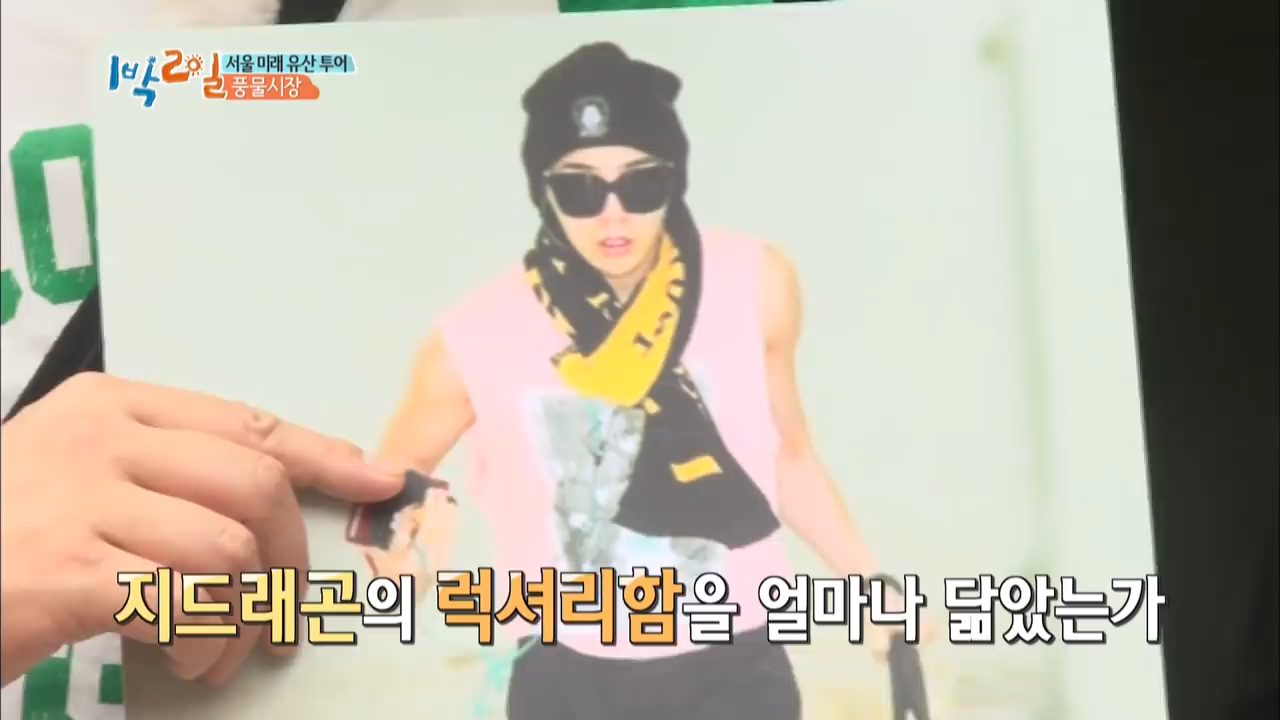 1박2일
서울 미래 유산 투어
풍물시장
지드래곤의 럭셔리함을 얼마나 닮았는가